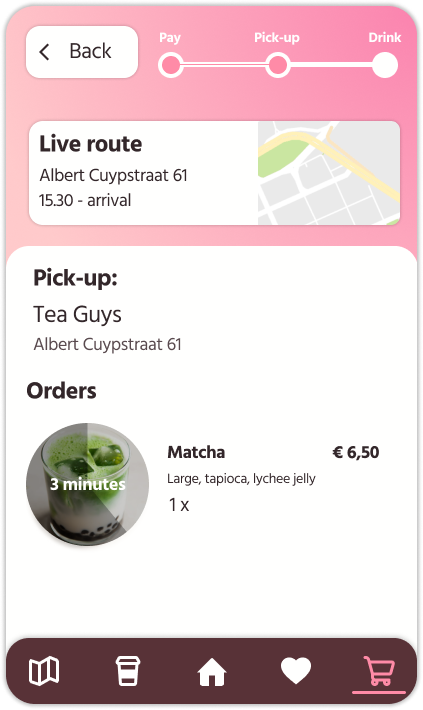 Back
Pay
Pick-up
Drink
Live route
Albert Cuypstraat 61
15.30 - arrival
Pick-up:
Tea Guys
Albert Cuypstraat 61
Orders
3 minutes
Matcha
€ 6,50
Large, tapioca, lychee jelly
1 x